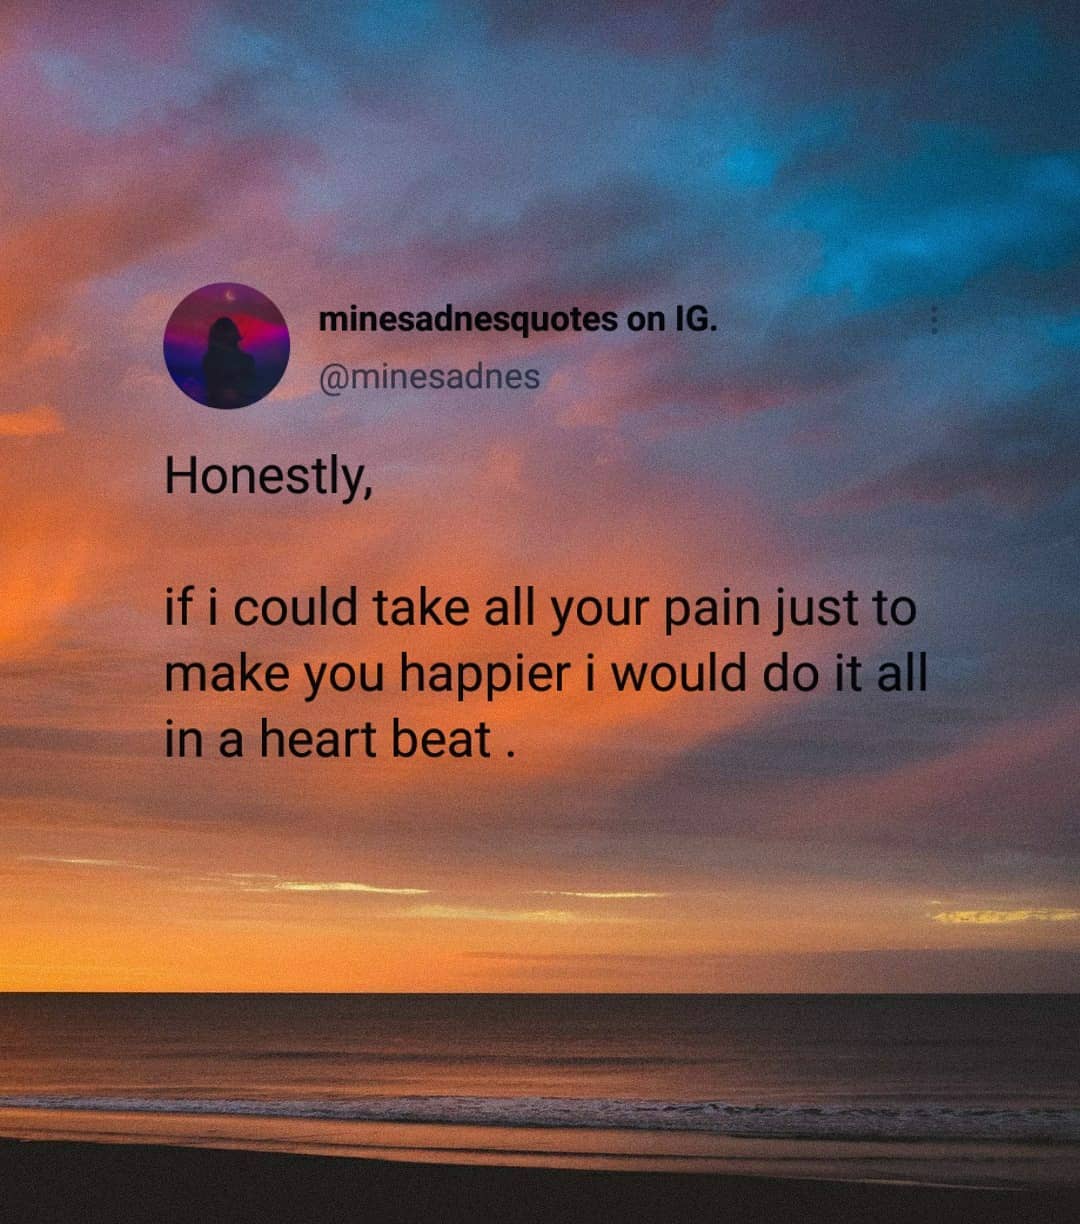 minesadnesquotes on IG.
@minesadnes
Honestly,
if i could take all your pain just to
make you happier i would do it all
in a heart beat .